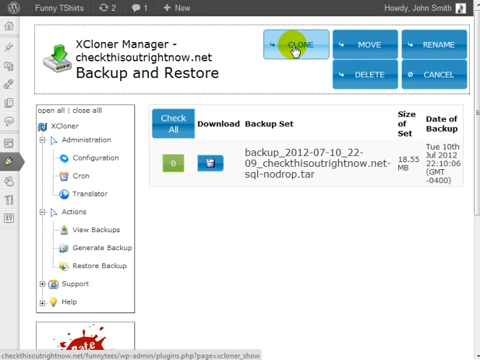 Funny TShirts 2 1 + New Howdy, John Smith
XCloner Manager -
checkthisoutrightnow.net
Backup and Restore
CLONE MOVE RENAME
DELETE CANCEL
open all | close alll
XCloner
Administration
Configuration
Cron
Translator
Actions
View Backups
Generate Backup
Restore Backup
Support
Help
Check
All
Download
Backup Set
Size
of
Set
Date of
Backup
0
backup_2012-07-10_22-
09_checkthisoutrightnow.net-
sql-nodrop.tar
18.55
MB
Tue 10th
Jul 2012
22:10:06
(GMT
-0400)
checkthisoutrightnow.net/funnytees/wp-admin/plugins.php?page=xcloner_show